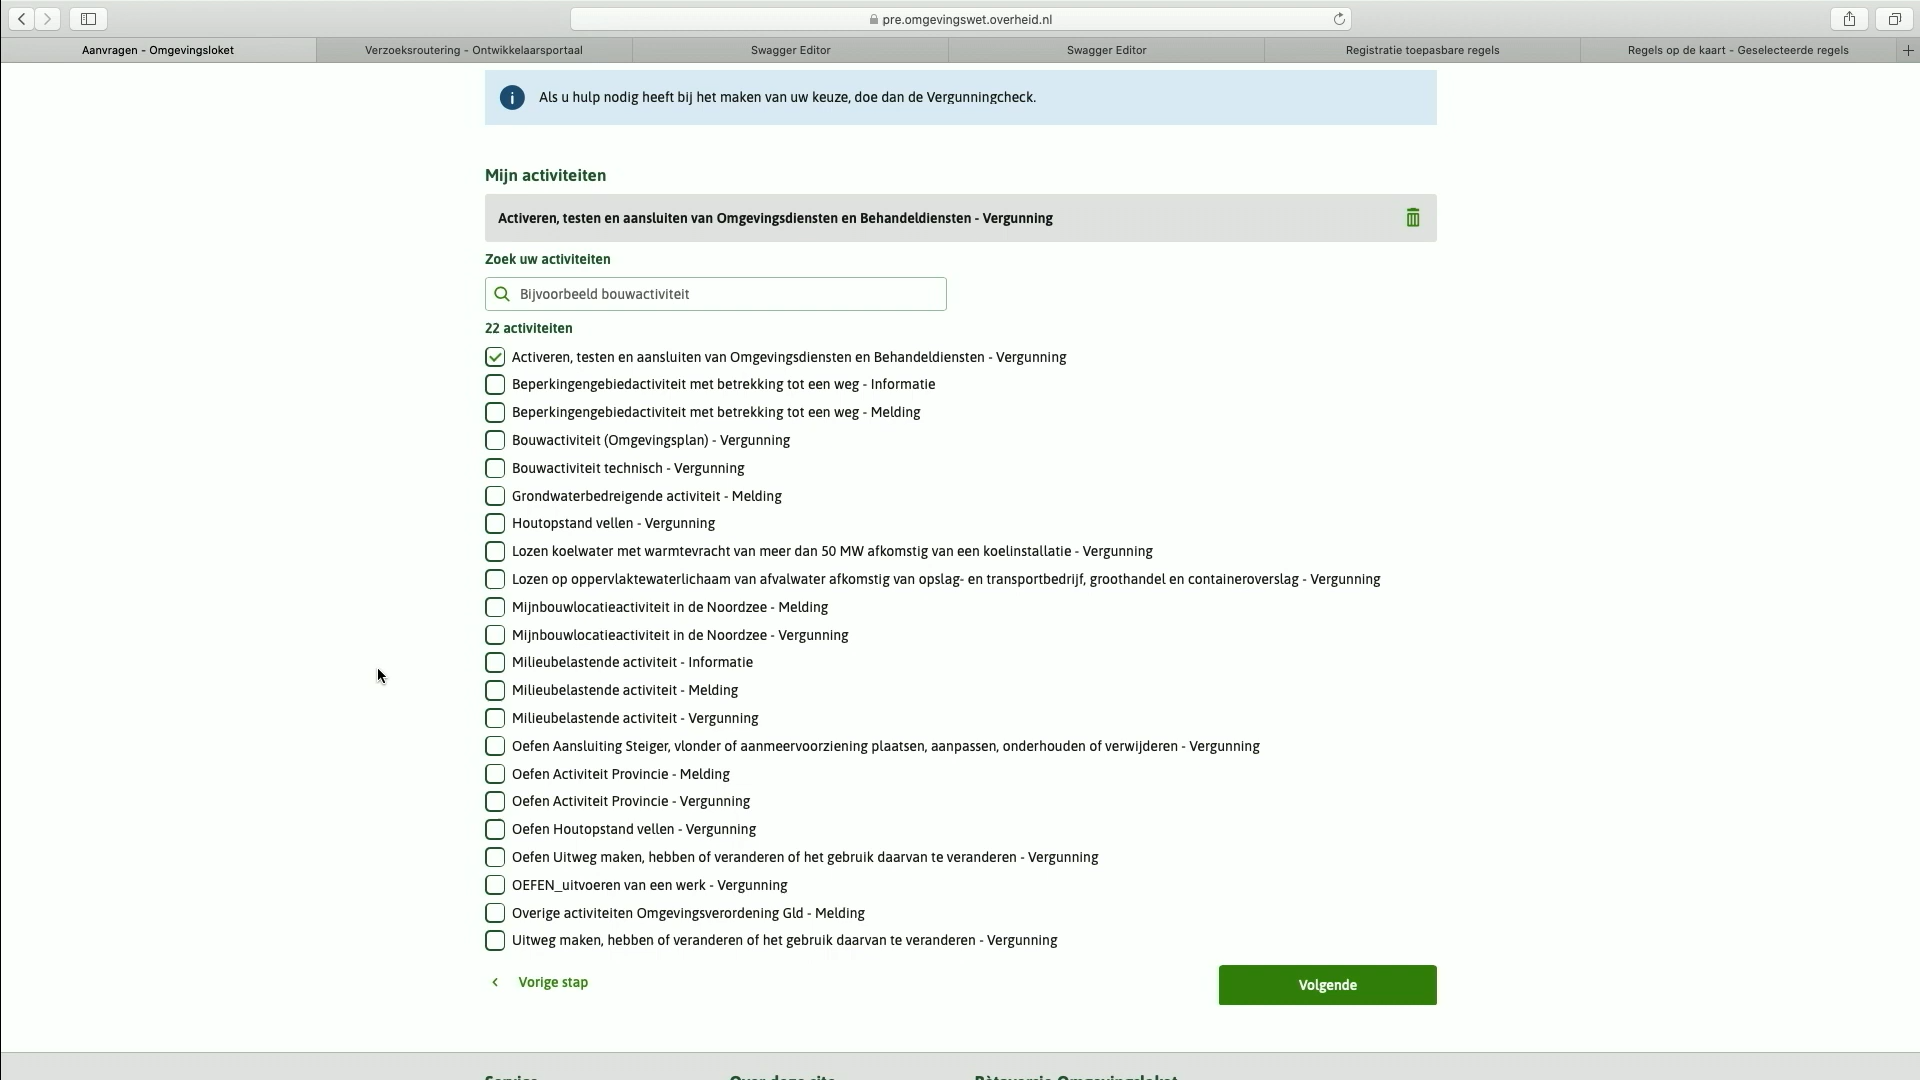 pre.omgevingswet.overheid.nl
Aanvragen - Omgevingsloket
Verzoeksroutering - Ontwikkelaarsportaal
Swagger Editor
Swagger Editor
Registratie toepasbare regels
Regels op de kaart - Geselecteerde regels
Als u hulp nodig heeft bij het maken van uw keuze, doe dan de Vergunningcheck.
Mijn activiteiten
Activeren, testen en aansluiten van Omgevingsdiensten en Behandeldiensten - Vergunning
Zoek uw activiteiten
Bijvoorbeeld bouwactiviteit
22 activiteiten
Activeren, testen en aansluiten van Omgevingsdiensten en Behandeldiensten - Vergunning
Beperkingengebiedactiviteit met betrekking tot een weg - Informatie
Beperkingengebiedactiviteit met betrekking tot een weg - Melding
Bouwactiviteit (Omgevingsplan) - Vergunning
Bouwactiviteit technisch - Vergunning
Grondwaterbedreigende activiteit - Melding
Houtopstand vellen - Vergunning
Lozen koelwater met warmtevracht van meer dan 50 MW afkomstig van een koelinstallatie - Vergunning
Lozen op oppervlaktewaterlichaam van afvalwater afkomstig van opslag- en transportbedrijf, groothandel en containeroverslag - Vergunning
Mijnbouwlocatieactiviteit in de Noordzee - Melding
Mijnbouwlocatieactiviteit in de Noordzee - Vergunning
Milieubelastende activiteit - Informatie
Milieubelastende activiteit - Melding
Milieubelastende activiteit - Vergunning
Oefen Aansluiting Steiger, vlonder of aanmeervoorziening plaatsen, aanpassen, onderhouden of verwijderen - Vergunning
Oefen Activiteit Provincie - Melding
Oefen Activiteit Provincie - Vergunning
Oefen Houtopstand vellen - Vergunning
Oefen Uitweg maken, hebben of veranderen of het gebruik daarvan te veranderen - Vergunning
OEFEN_uitvoeren van een werk - Vergunning
Overige activiteiten Omgevingsverordening Gld - Melding
Uitweg maken, hebben of veranderen of het gebruik daarvan te veranderen - Vergunning
Vorige stap
Volgende